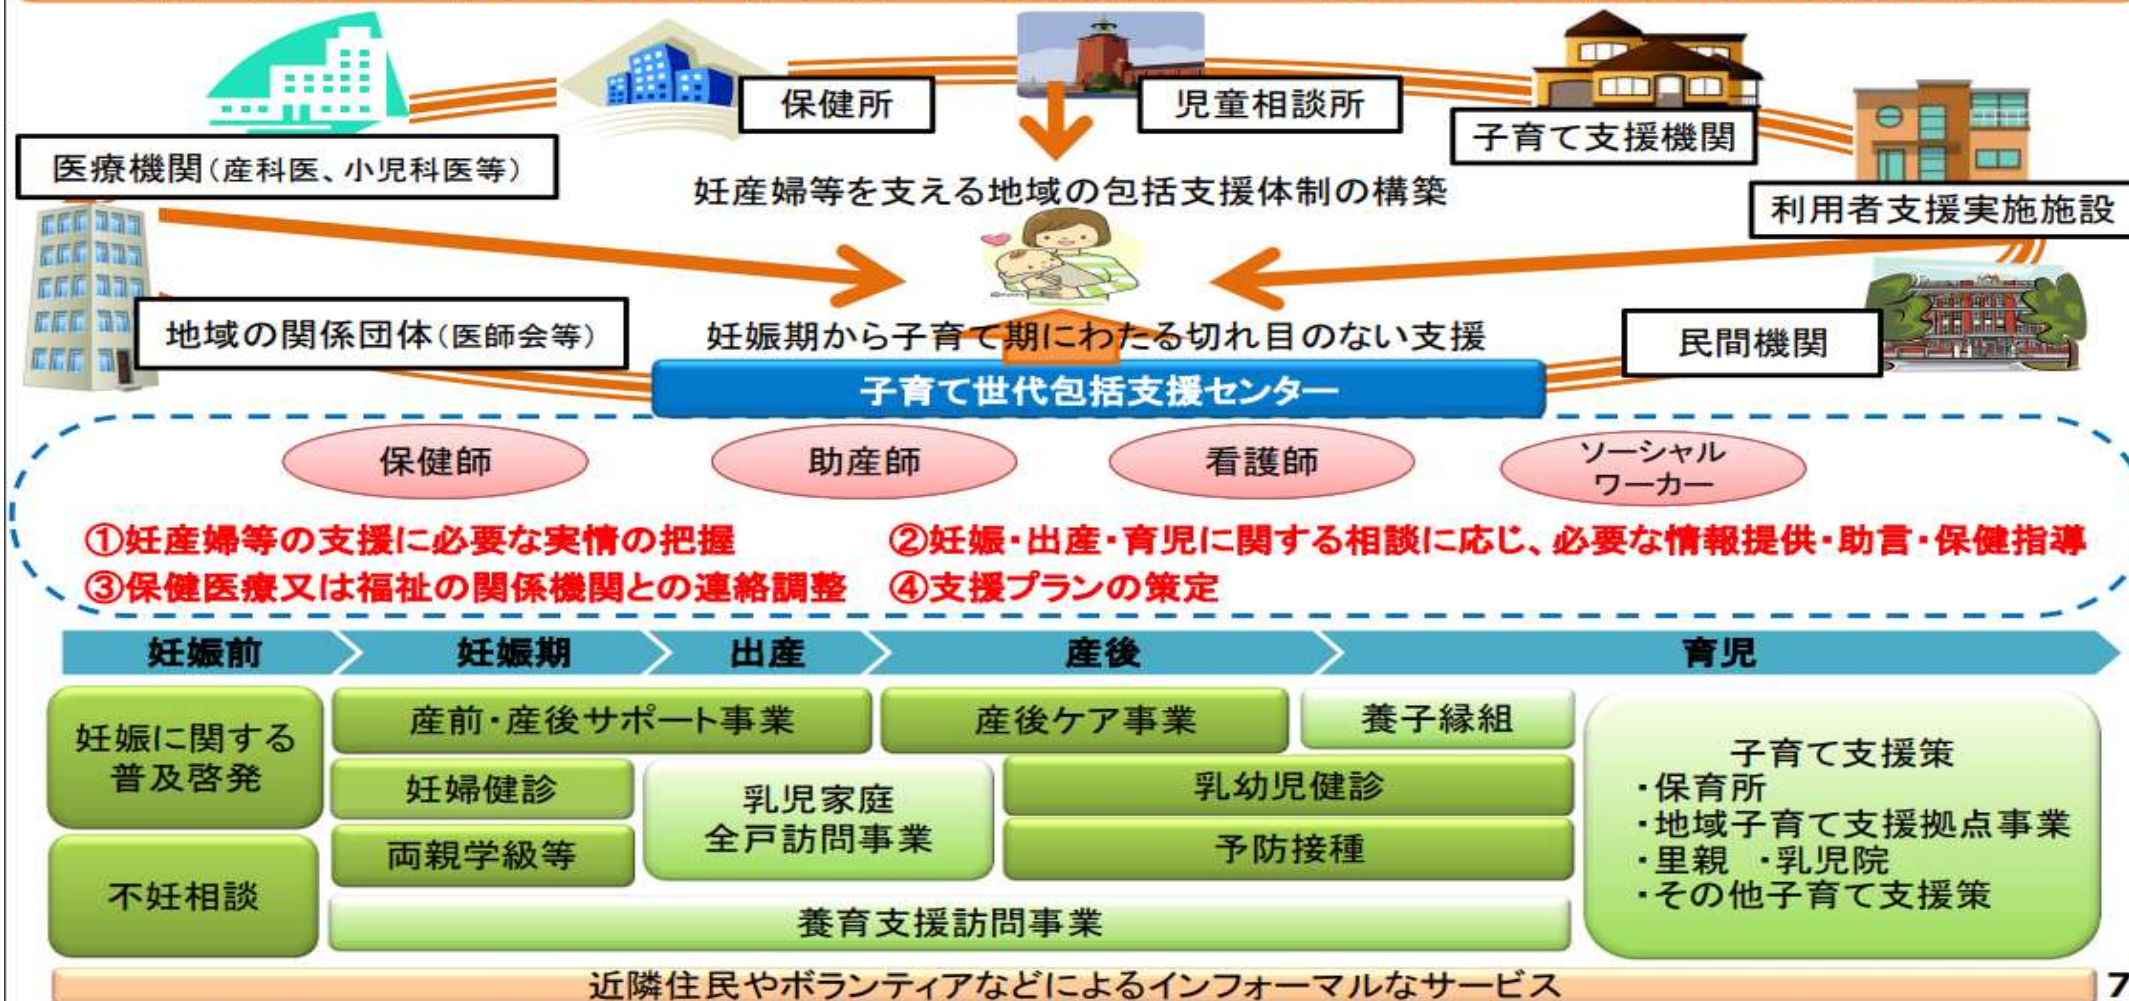 保健所
児童相談所
子育て支援機関
医療機関(産科医、小児科医等)
妊産婦等を支える地域の包括支援体制の構築
利用者支援実施施設
地域の関係団体(医師会等)
妊娠期から子育て期にわたる切れ目のない支援
民間機関
子育て世代包括支援センター
保健師
助産師
看護師
ソーシャル
ワーカー
①妊産婦等の支援に必要な実情の把握
②妊娠・出産・育児に関する相談に応じ、必要な情報提供・助言・保健指導
③保健医療又は福祉の関係機関との連絡調整
④支援プランの策定
妊娠前
妊娠期
出産
産後
育児
妊娠に関する
普及啓発
不妊相談
産前・産後サポート事業
産後ケア事業
養子縁組
妊婦健診
両親学級等
乳児家庭
全戸訪問事業
乳幼児健診
予防接種
養育支援訪問事業
子育て支援策
・保育所
・地域子育て支援拠点事業
・里親 ・乳児院
・その他子育て支援策
近隣住民やボランティアなどによるインフォーマルなサービス
7